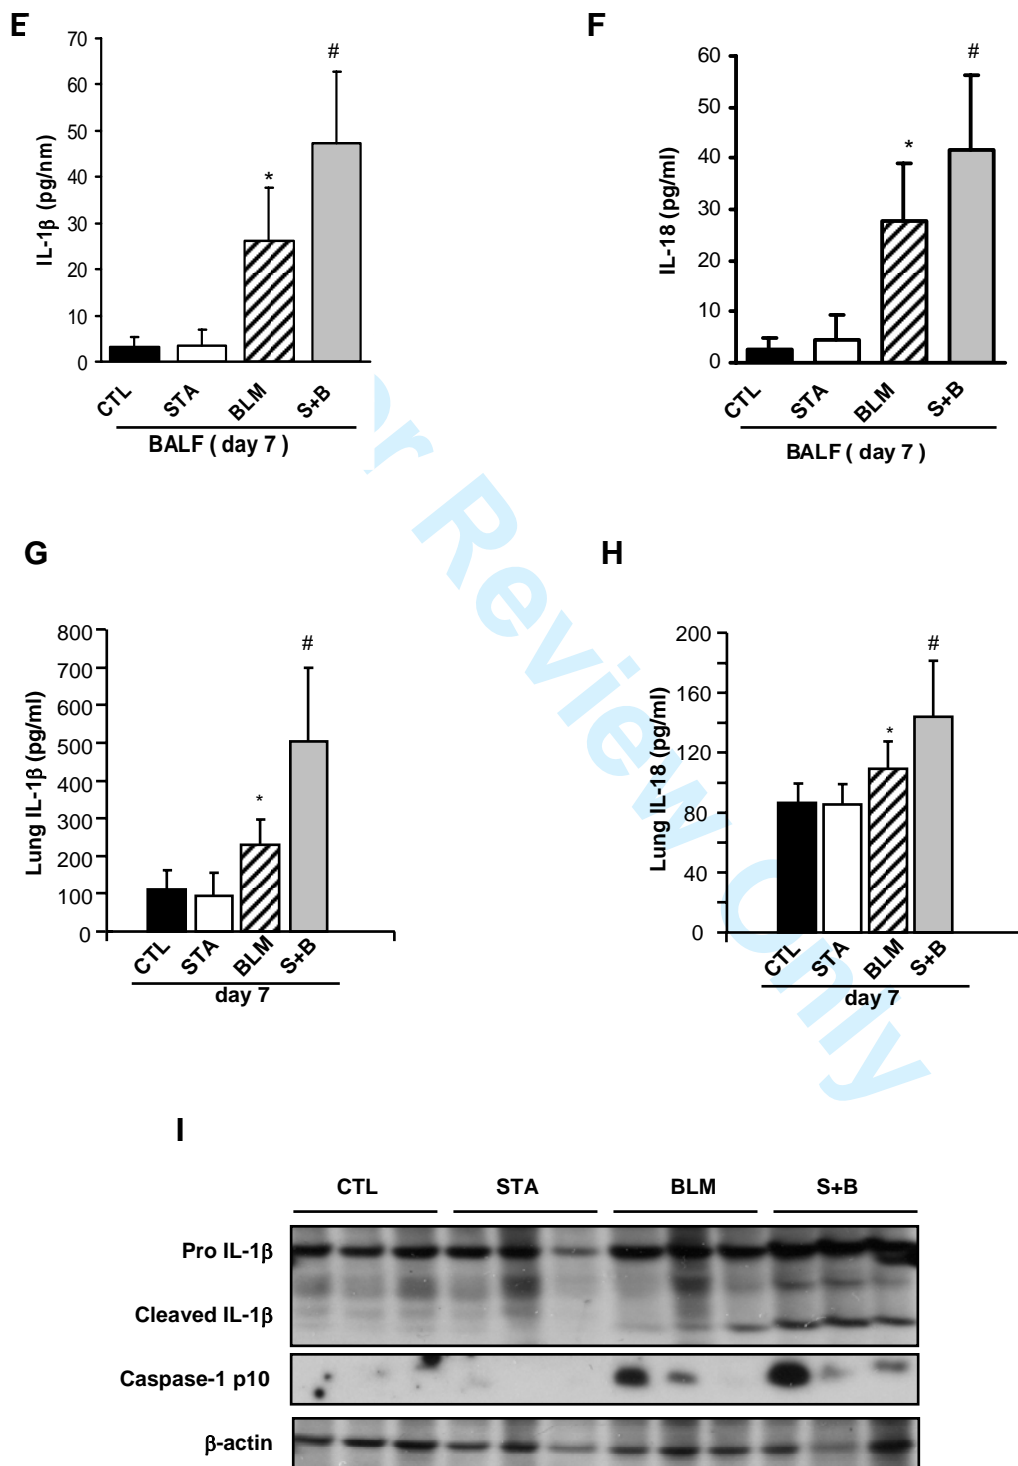 E
70
60
50
40
30
20
10
0
IL-1β (pg/nm)
*
#
CTL STA BLM S+B
BALF ( day 7 )
F
60
50
40
30
20
10
0
IL-18 (pg/ml)
*
#
CTL STA BLM S+B
BALF ( day 7 )
G
800
700
600
500
400
300
200
100
0
Lung IL-1β (pg/ml)
*
#
CTL STA BLM S+B
day 7
H
200
160
120
80
40
0
Lung IL-18 (pg/ml)
*
#
CTL STA BLM S+B
day 7
er Review Only
I
CTL STA BLM S+B
Pro IL-1β
Cleaved IL-1β
Caspase-1 p10
β-actin